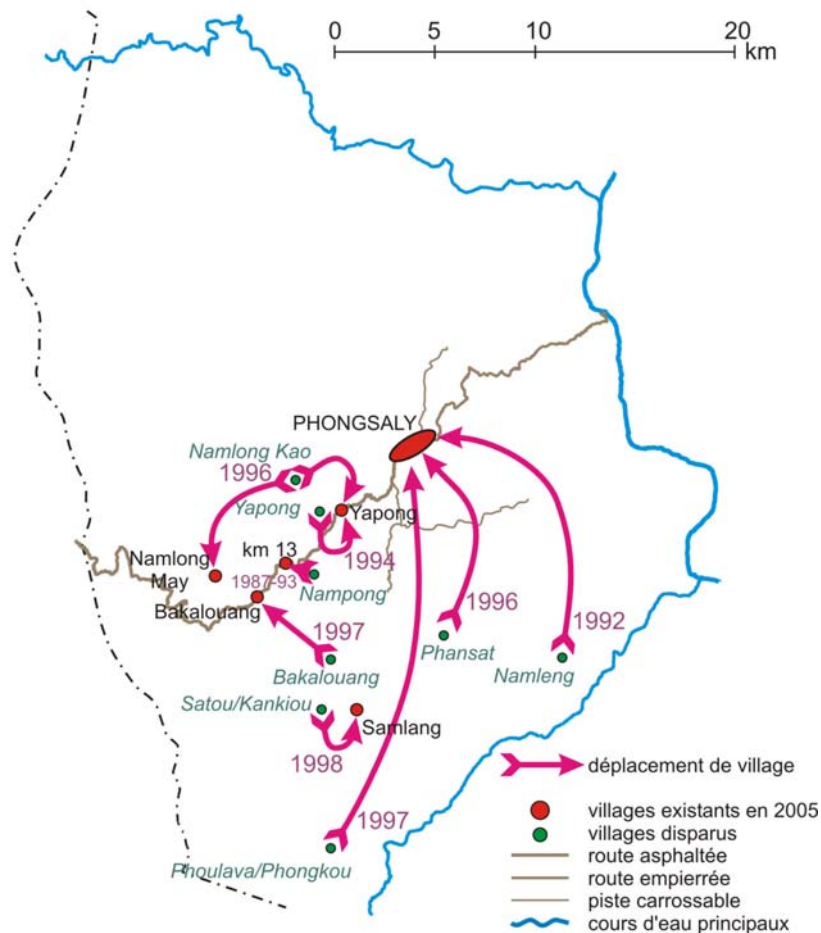 0 5 10 20
km
PHONGSALY
Namlong Kao
1996
Yapong
Yapong
km 13
1994
Namlong
May
1987-93
Nampong
Bakalouang
1996
1992
1997
Phansat
Bakalouang
Namleng
Satou/Kankiou
Samlang
1998
déplacement de village
1997
villages existants en 2005
villages disparus
route asphaltée
Phoulava/Phongkou
route empierrée
piste carrossable
cours d'eau principaux